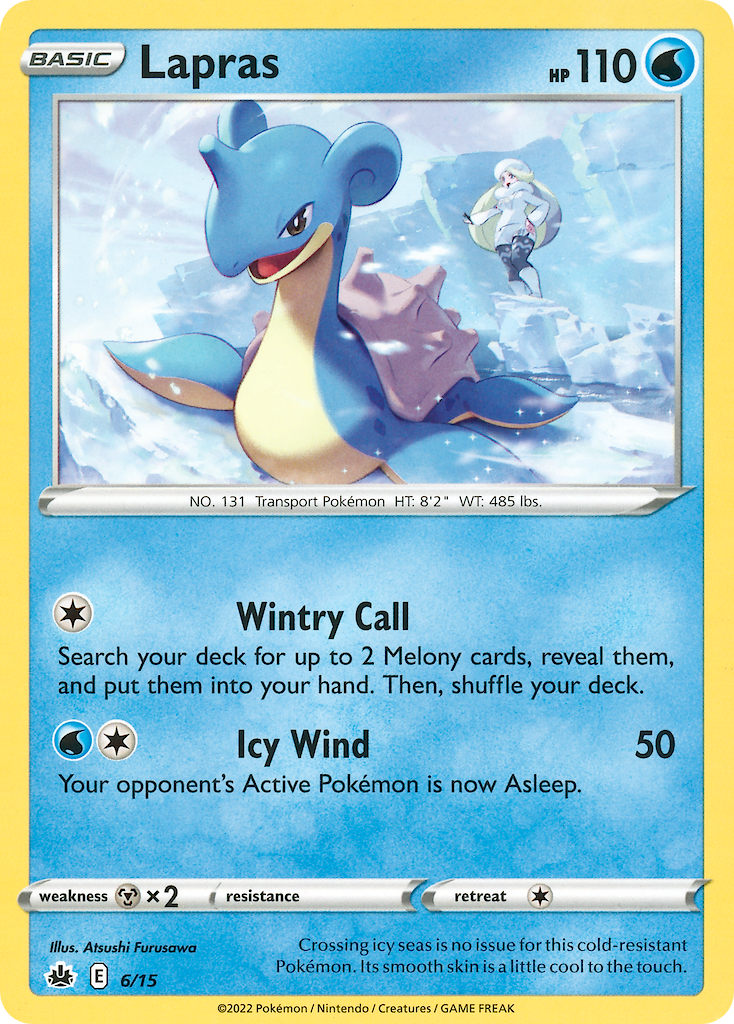 BASIC Lapras HP 110
NO. 131 Transport Pokémon HT: 8'2" WT: 485 lbs.
Wintry Call
Search your deck for up to 2 Melony cards, reveal them,
and put them into your hand. Then, shuffle your deck.
Icy Wind 50
Your opponent's Active Pokémon is now Asleep.
weakness ×2 resistance retreat
Illus. Atsushi Furusawa
Crossing icy seas is no issue for this cold-resistant
Pokémon. Its smooth skin is a little cool to the touch.
E 6/15
©2022 Pokémon / Nintendo / Creatures / GAME FREAK